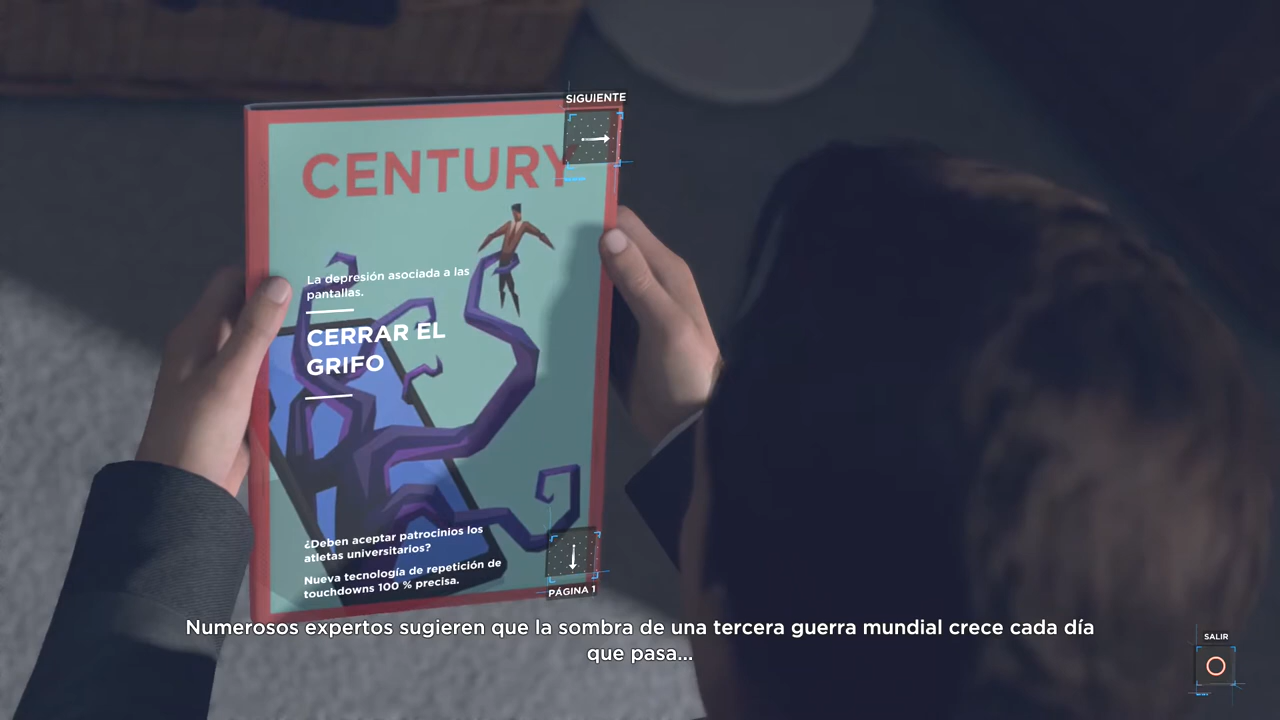 SIGUIENTE
CENTURY
La depresión asociada a las
pantallas.
CERRAR EL
GRIFO
¿Deben aceptar patrocinios los
atletas universitarios?
Nueva tecnología de repetición de
touchdowns 100 % precisa.
PÁGINA 1
Numerosos expertos sugieren que la sombra de una tercera guerra mundial crece cada día
que pasa...
SALIR